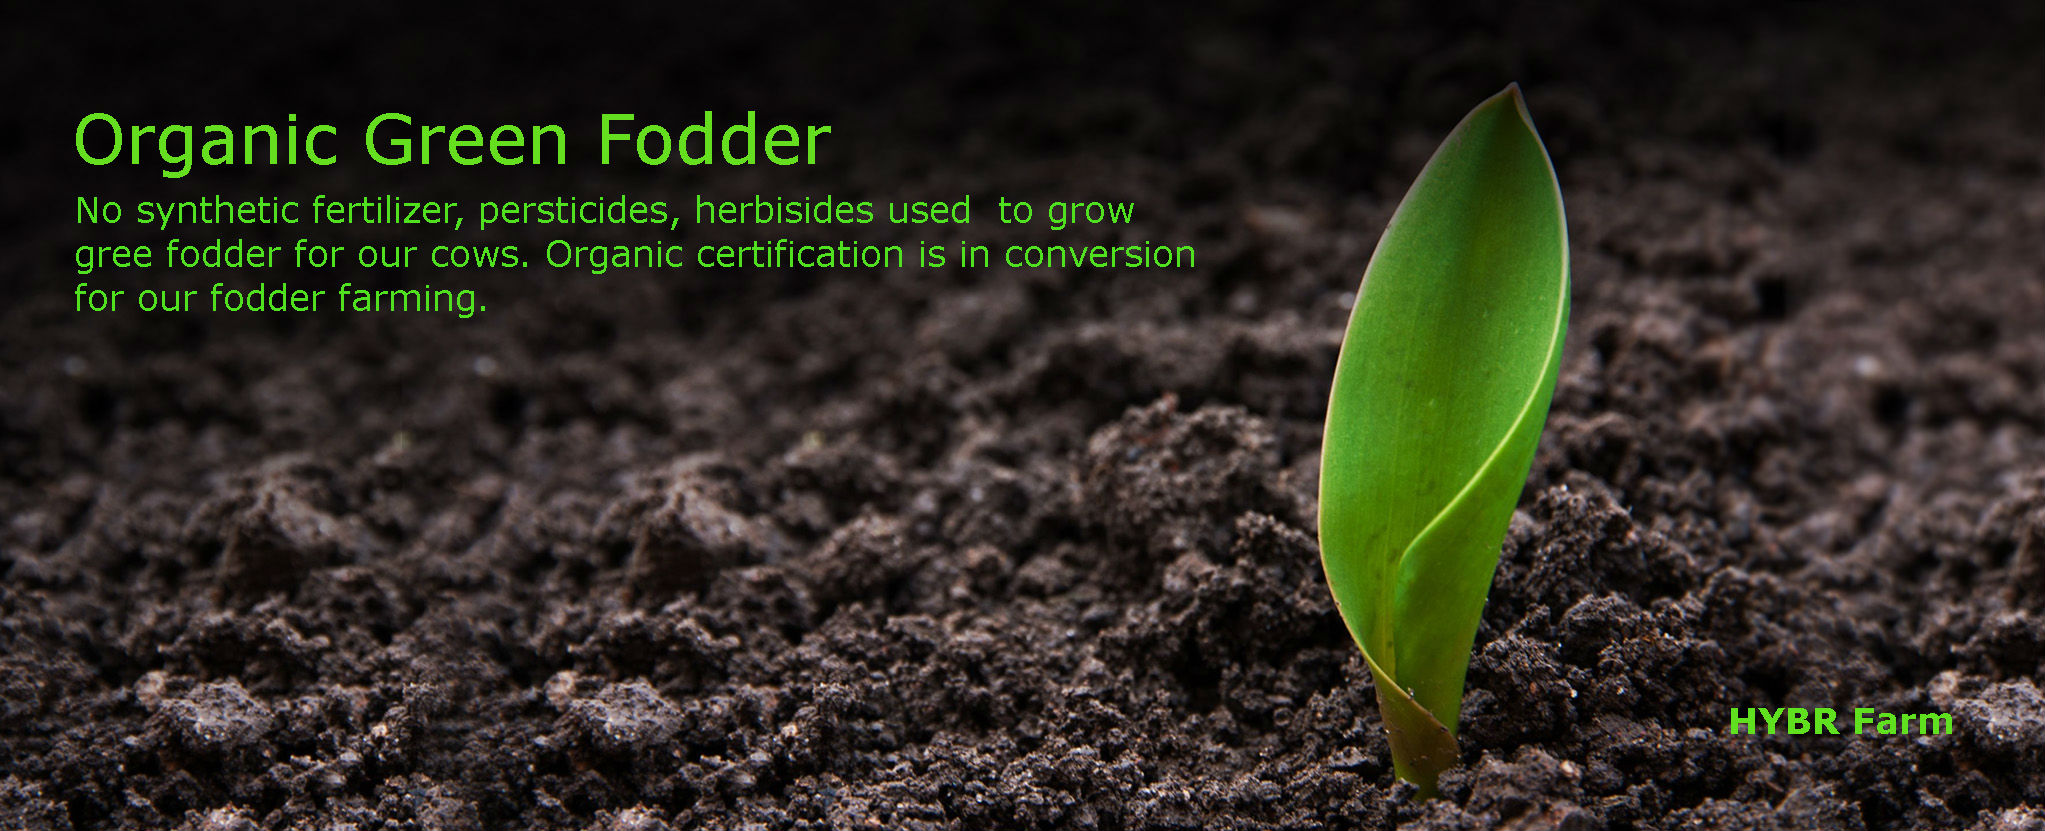 Organic Green Fodder
No synthetic fertilizer, persticides, herbisides used  to grow
gree fodder for our cows. Organic certification is in conversion
for our fodder farming.
HYBR Farm